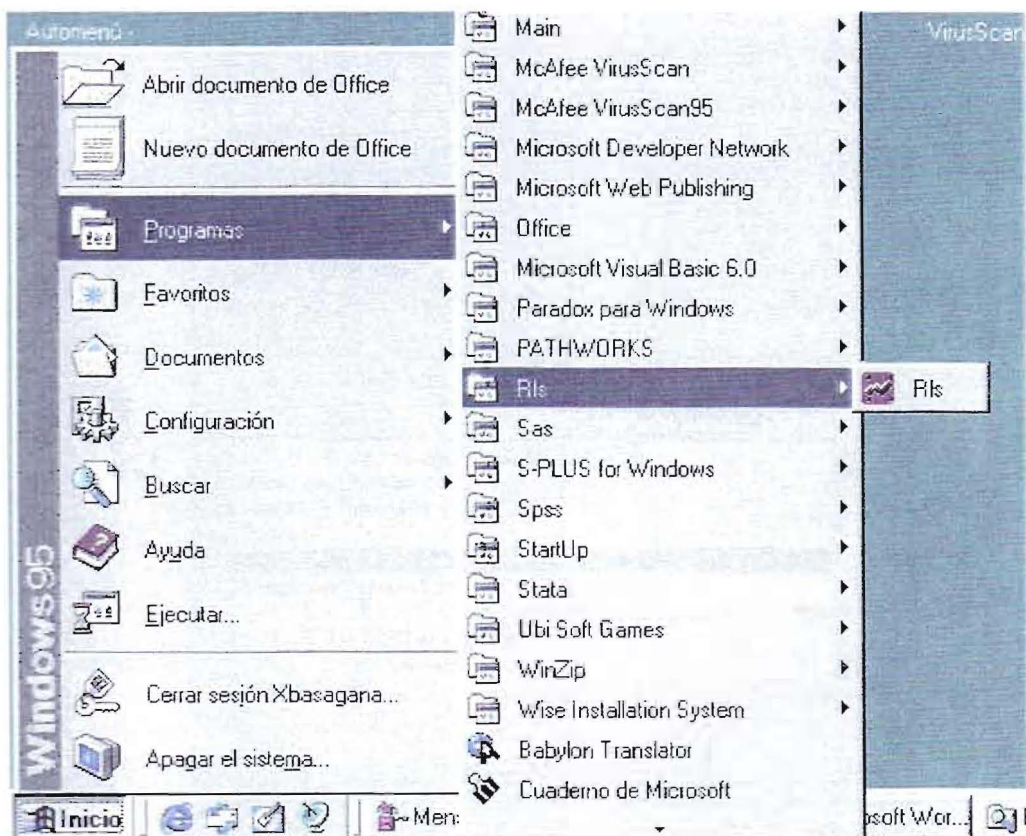 Automenú -
Abrir documento de Office
Nuevo documento de Office
Programas
Favoritos
Documentos
Configuración
Buscar
Ayuda
Ejecutar...
Cerrar sesión Xbasagana...
Apagar el sistema...
Windows95
Main
McAfee VirusScan
McAfee VirusScan95
Microsoft Developer Network
Microsoft Web Publishing
Office
Microsoft Visual Basic 6.0
Paradox para Windows
PATHWORKS
Rls
Sas
S-PLUS for Windows
Spss
StartUp
Stata
Ubi Soft Games
WinZip
Wise Installation System
Babylon Translator
Cuaderno de Microsoft
Rls
VirusScan
Inicio
Men
osoft Wor...